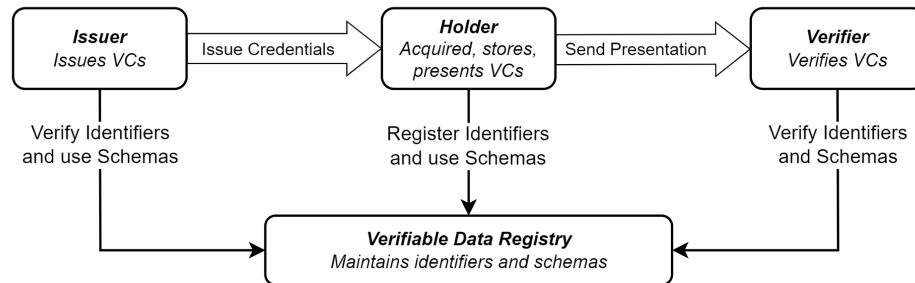 Issuer
Issues VCs
Issue Credentials
Holder
Acquired, stores,
presents VCs
Send Presentation
Verifier
Verifies VCs
Verify Identifiers
and use Schemas
Register Identifiers
and use Schemas
Verify Identifiers
and Schemas
Verifiable Data Registry
Maintains identifiers and schemas